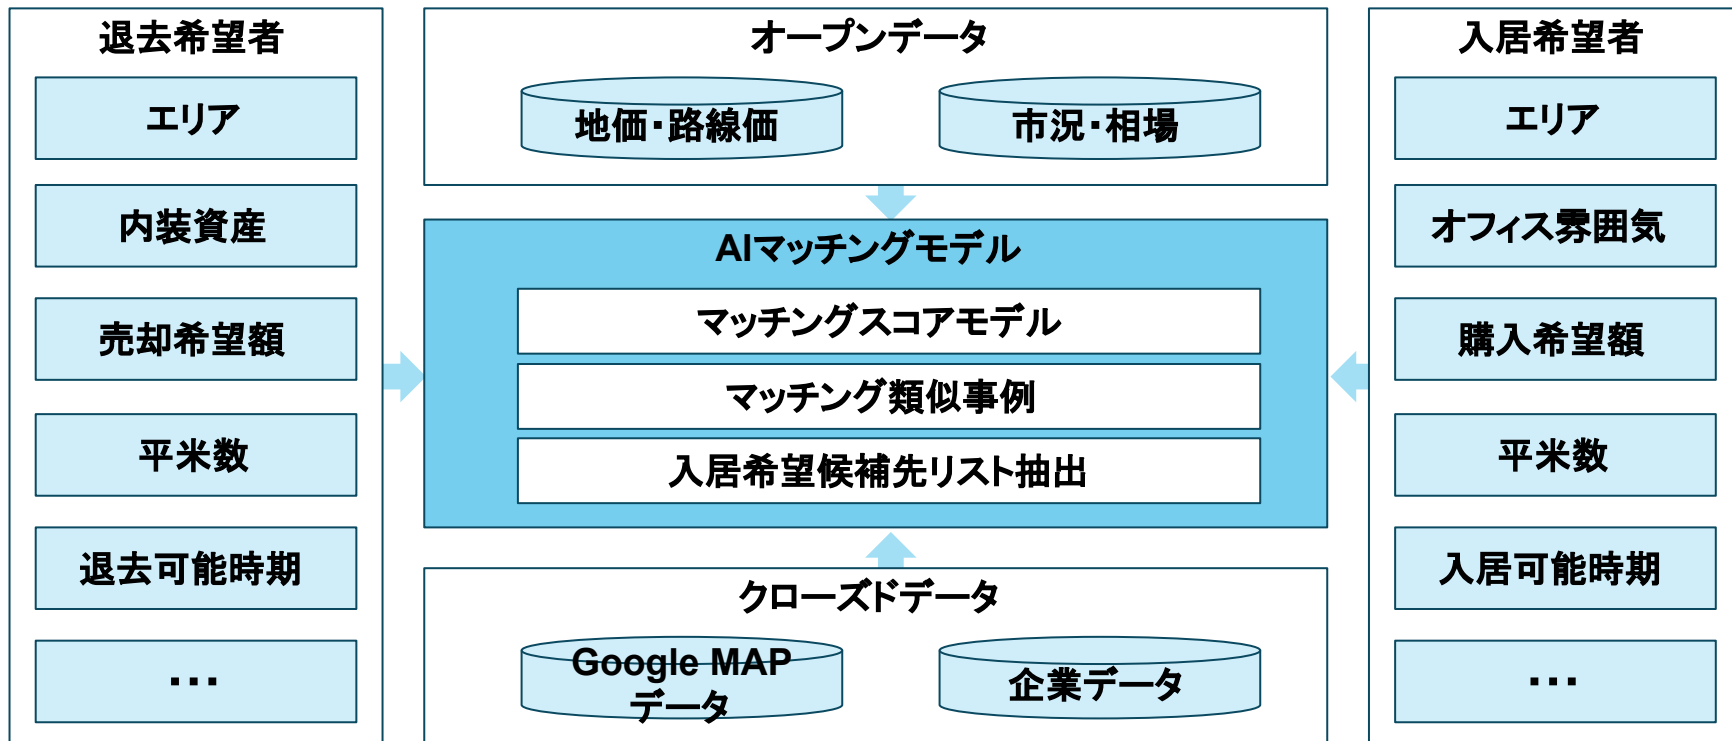 退去希望者
エリア
内装資産
売却希望額
平米数
退去可能時期
...
オープンデータ
地価・路線価
市況・相場
AIマッチングモデル
マッチングスコアモデル
マッチング類似事例
入居希望候補先リスト抽出
クローズドデータ
Google MAP
データ
企業データ
入居希望者
エリア
オフィス雰囲気
購入希望額
平米数
入居可能時期
...